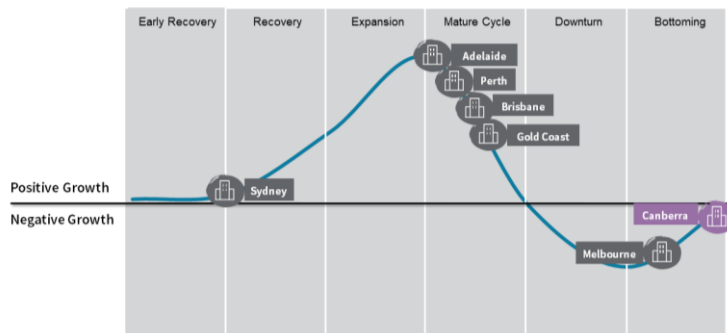 Early Recovery
Recovery
Expansion
Mature Cycle
Downturn
Bottoming
Adelaide
Perth
Brisbane
Gold Coast
Positive Growth
Sydney
Negative Growth
Canberra
Melbourne